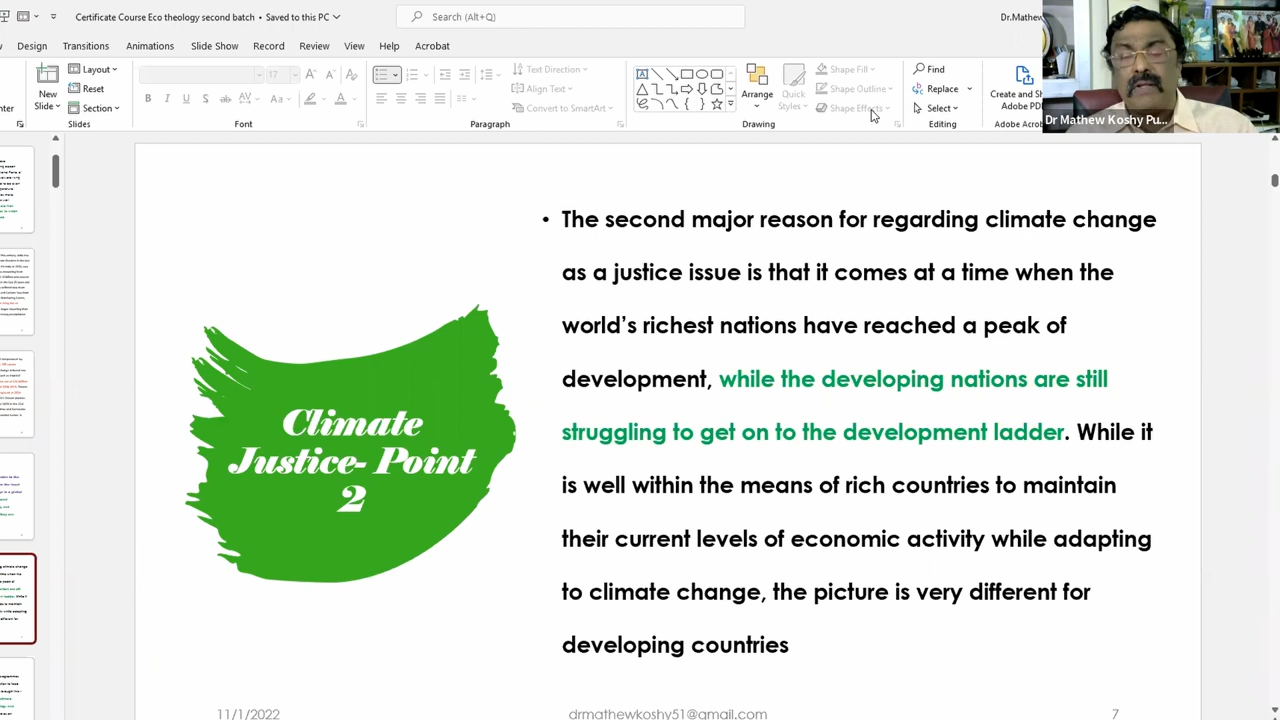 Certificate Course Eco theology second batch • Saved to this PC
Search (Alt+Q)
Dr.Mathew
Design
Transitions
Animations
Slide Show
Record
Review
View
Help
Acrobat
New
Slide
Layout
Reset
Section
Slides
17
Font
Text Direction
Align Text
Convert to SmartArt
Paragraph
Arrange
Quick
Styles
Shape Fill
Shape Outline
Shape Effects
Drawing
Find
Replace
Select
Editing
Create and Sh
Adobe PDF
Adobe Acro
Dr Mathew Koshy Pu...
Climate
Justice- Point
2
• The second major reason for regarding climate change
as a justice issue is that it comes at a time when the
world’s richest nations have reached a peak of
development, while the developing nations are still
struggling to get on to the development ladder. While it
is well within the means of rich countries to maintain
their current levels of economic activity while adapting
to climate change, the picture is very different for
developing countries
11/1/2022
drmathewkoshy51@gmail.com
7